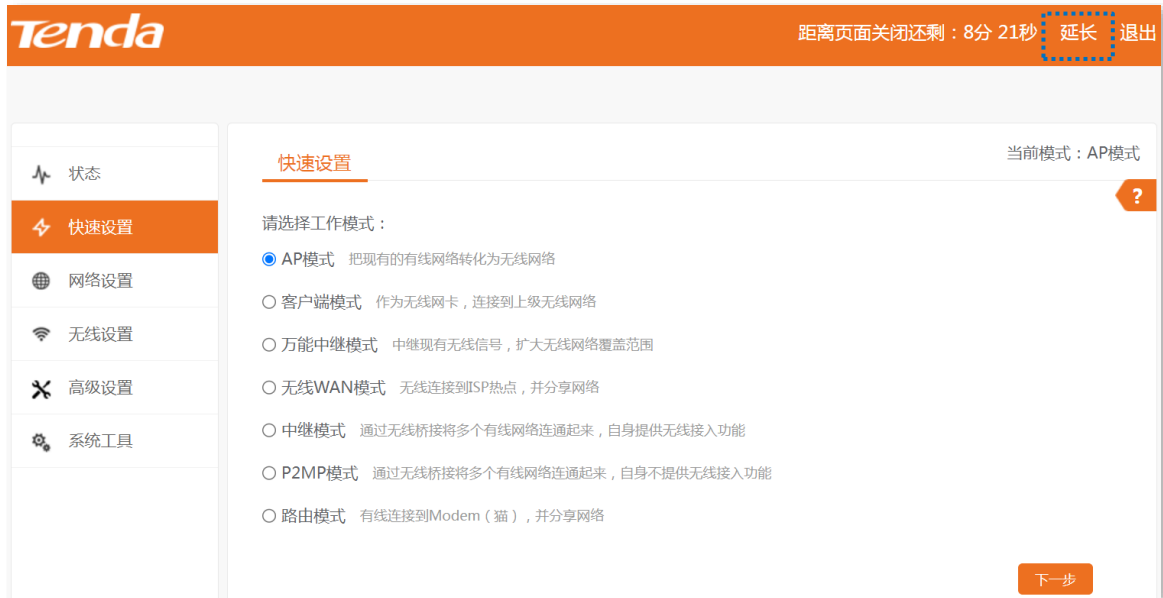 Tenda
距离页面关闭还剩：8分 21秒 延长 退出
状态
快速设置
网络设置
无线设置
高级设置
系统工具
快速设置
当前模式：AP模式
?
请选择工作模式：
AP模式 把现有的有线网络转化为无线网络
客户端模式 作为无线网卡，连接到上级无线网络
万能中继模式 中继现有无线信号，扩大无线网络覆盖范围
无线WAN模式 无线连接到ISP热点，并分享网络
中继模式 通过无线桥接将多个有线网络连通起来，自身提供无线接入功能
P2MP模式 通过无线桥接将多个有线网络连通起来，自身不提供无线接入功能
路由模式 有线连接到Modem（猫），并分享网络
下一步